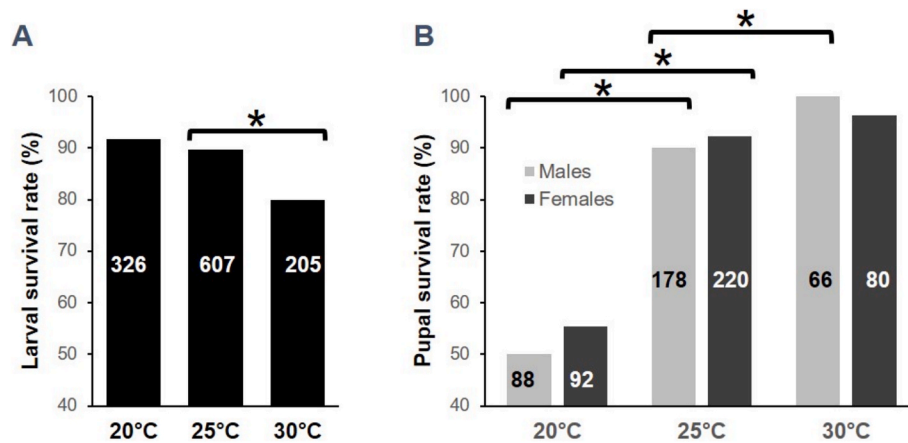 A
Larval survival rate (%)
100
90
80
70
60
50
40
*
326
607
205
20°C
25°C
30°C
B
Pupal survival rate (%)
100
90
80
70
60
50
40
*
*
*
Males
Females
88
92
178
220
66
80
20°C
25°C
30°C